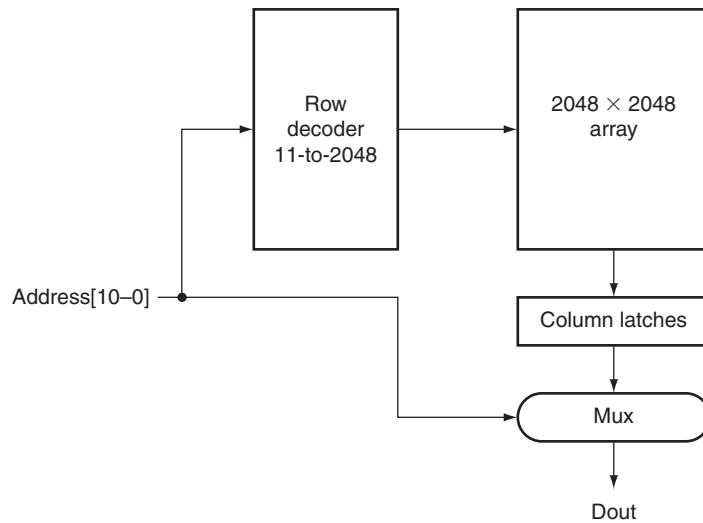 Row
decoder
11-to-2048
2048 × 2048
array
Address[10–0]
Column latches
Mux
Dout